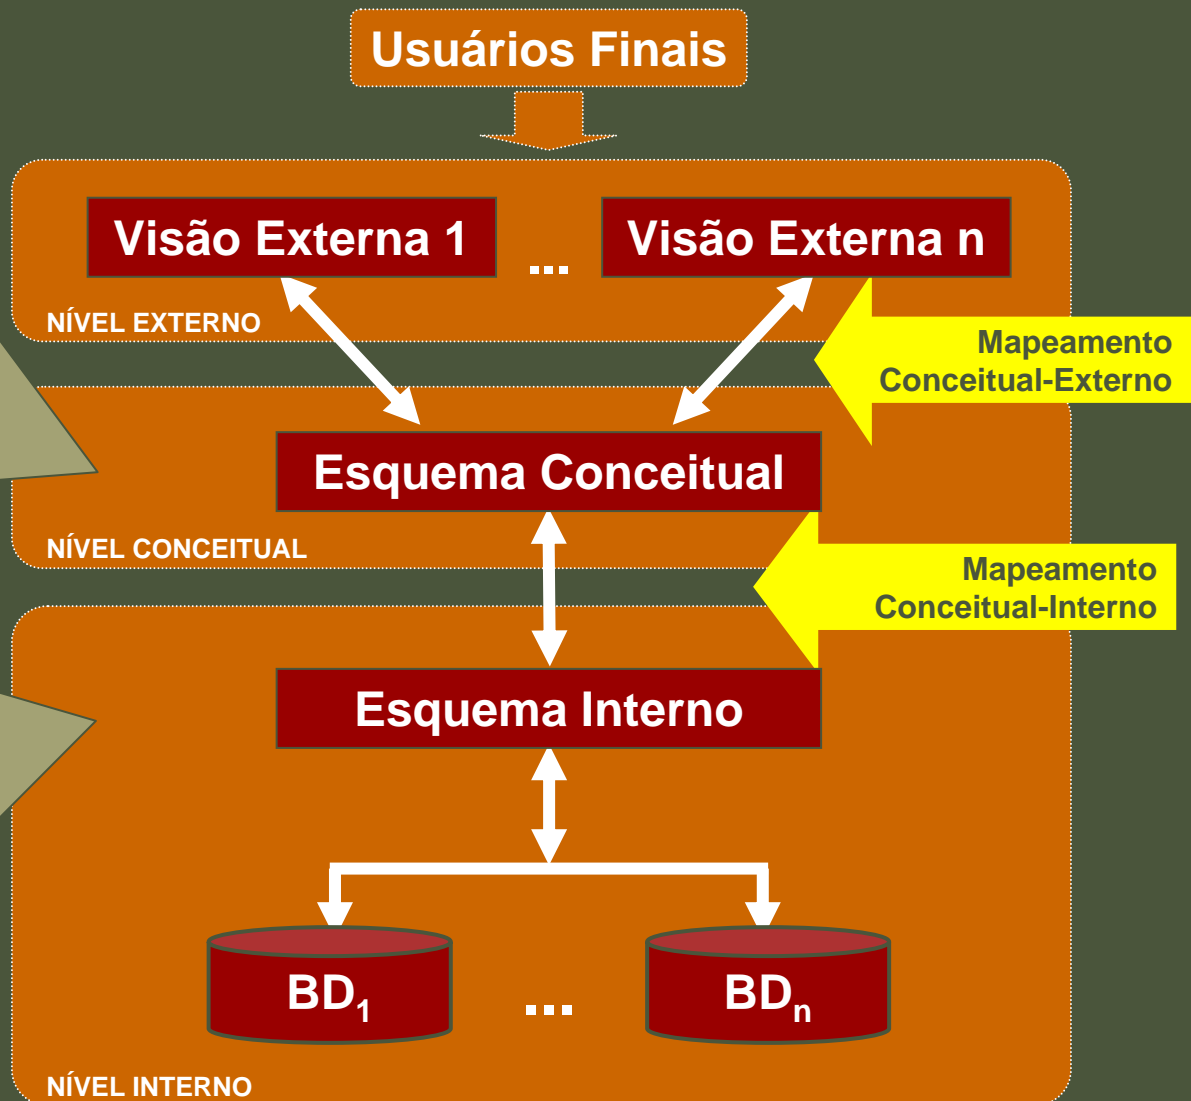 Usuários Finais
Visão Externa 1
...
Visão Externa n
NÍVEL EXTERNO
Mapeamento
Conceitual-Externo
Esquema Conceitual
NÍVEL CONCEITUAL
Mapeamento
Conceitual-Interno
Esquema Interno
BD1
...
BDn
NÍVEL INTERNO